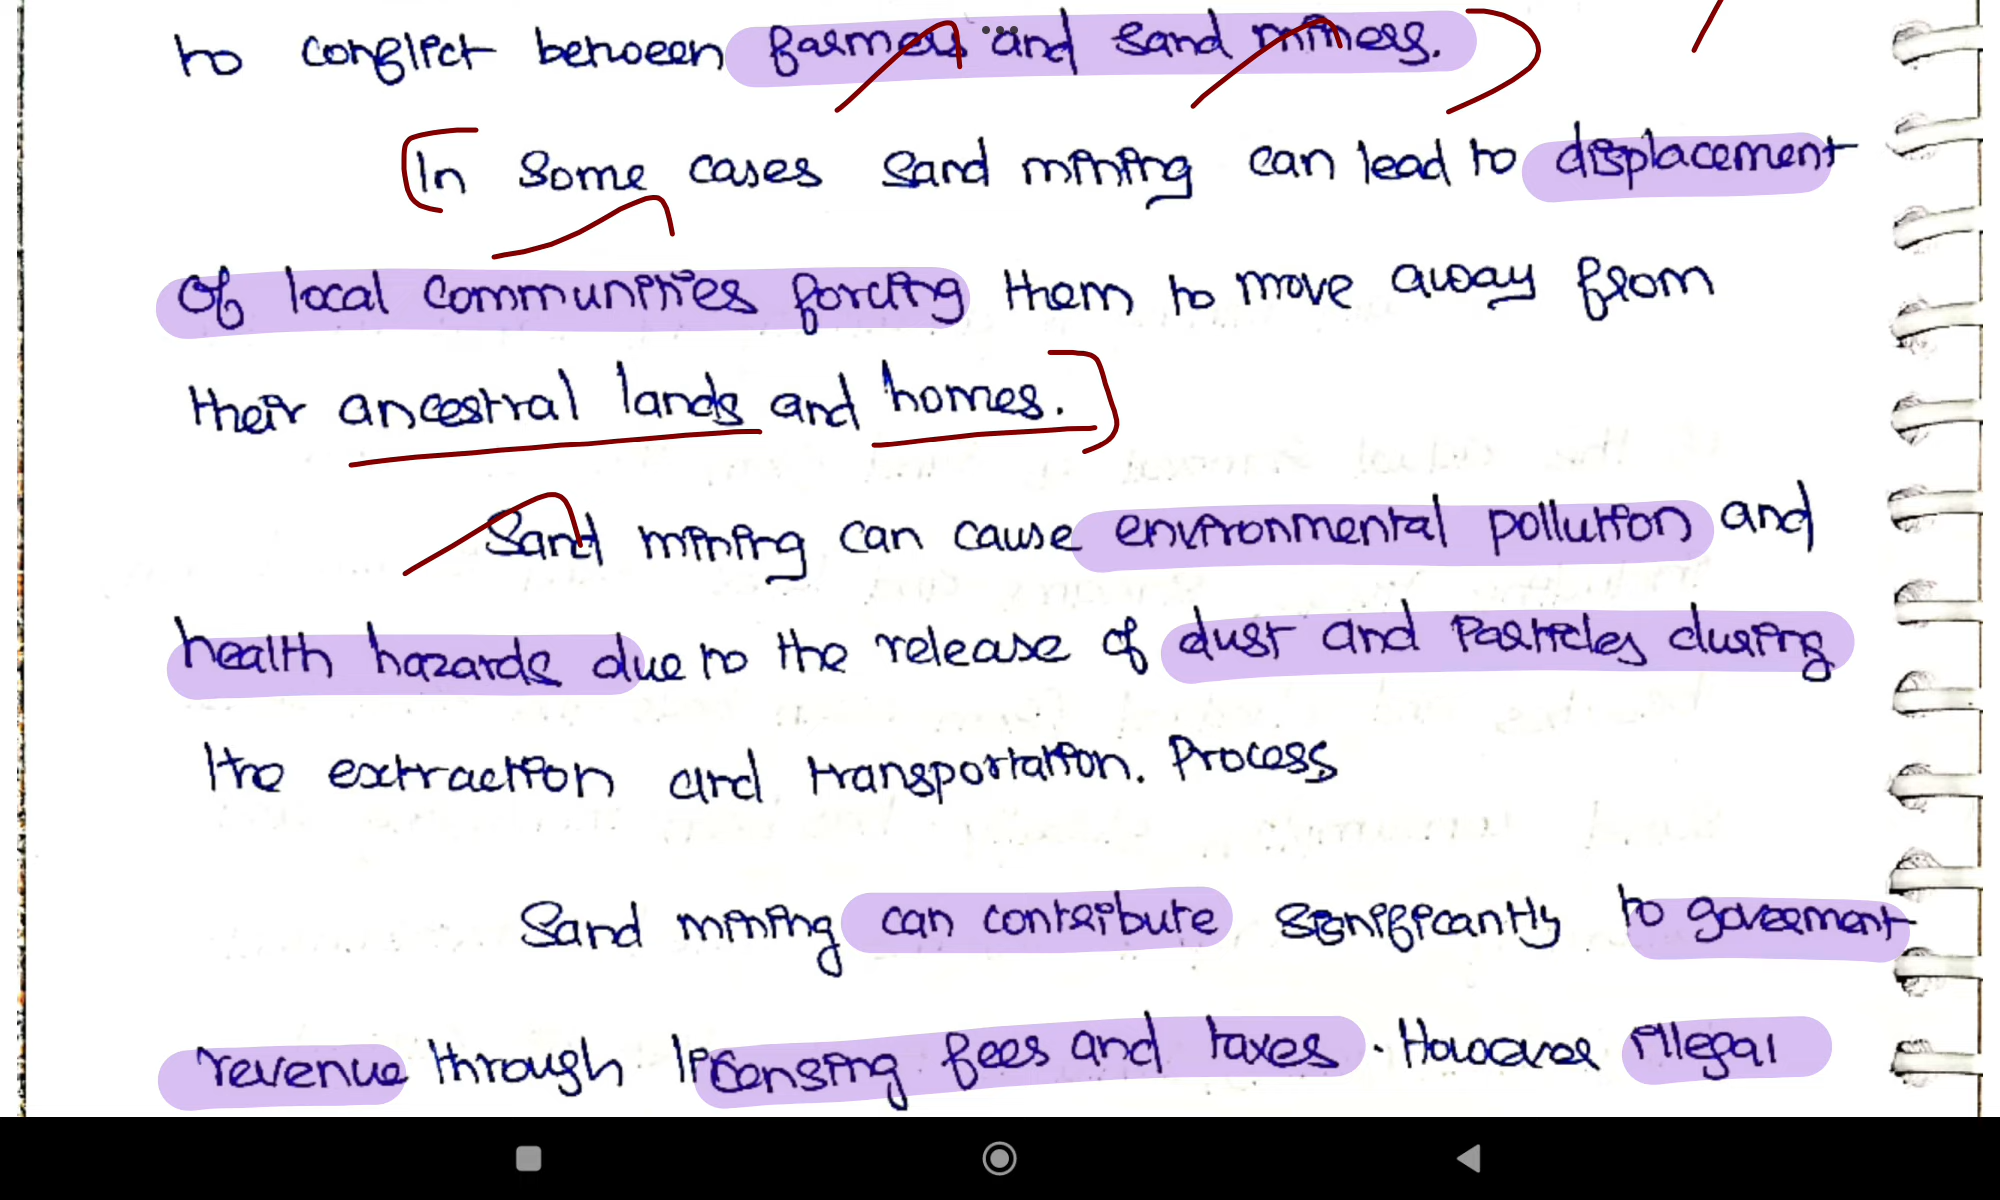 to conflict between farmers and sand miners.
In some cases sand mining can lead to displacement
of local communities forcing them to move away from
their ancestral lands and homes.
Sand mining can cause environmental pollution and
health hazards due to the release of dust and particles during
the extraction and transportation. Process
Sand mining can contribute significantly to goverment
revenue through licensing fees and taxes. However illegal